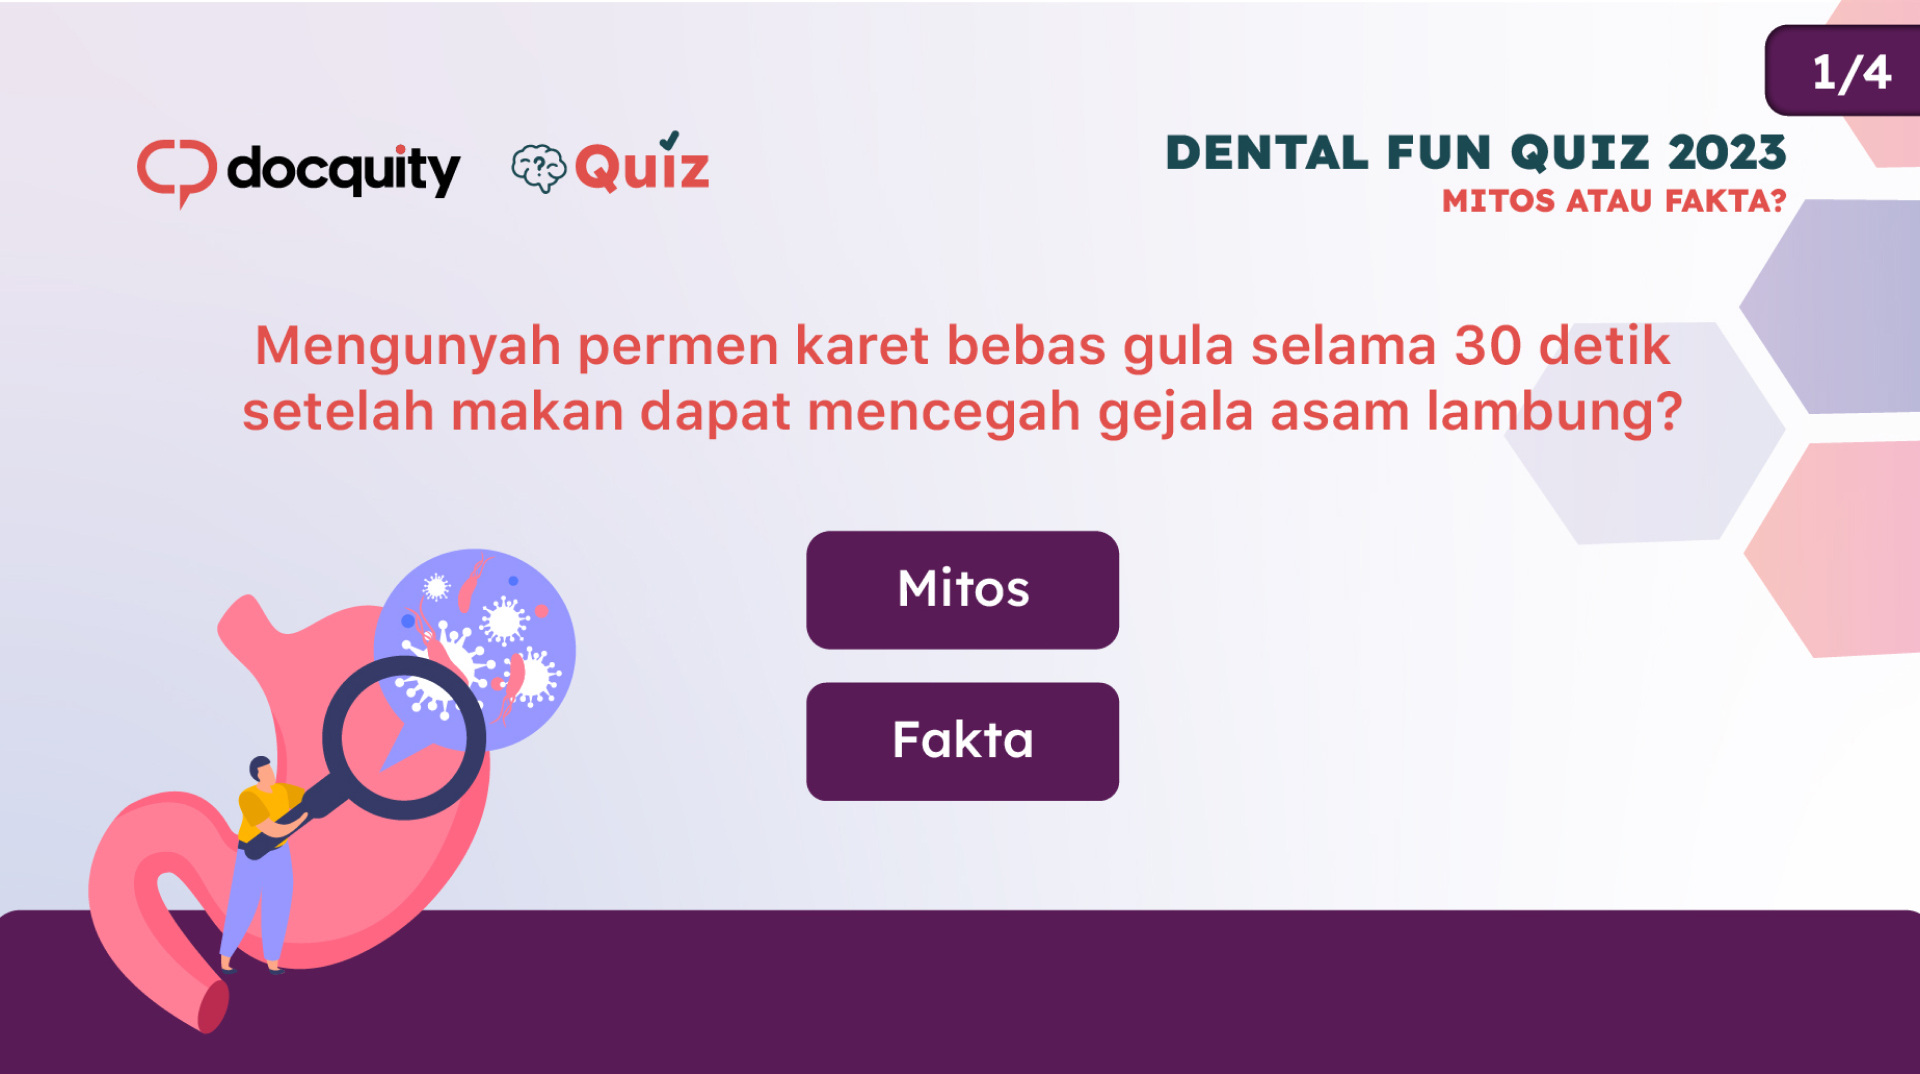 1/4
docquity
Quiz
DENTAL FUN QUIZ 2023
MITOS ATAU FAKTA?
Mengunyah permen karet bebas gula selama 30 detik
setelah makan dapat mencegah gejala asam lambung?
Mitos
Fakta